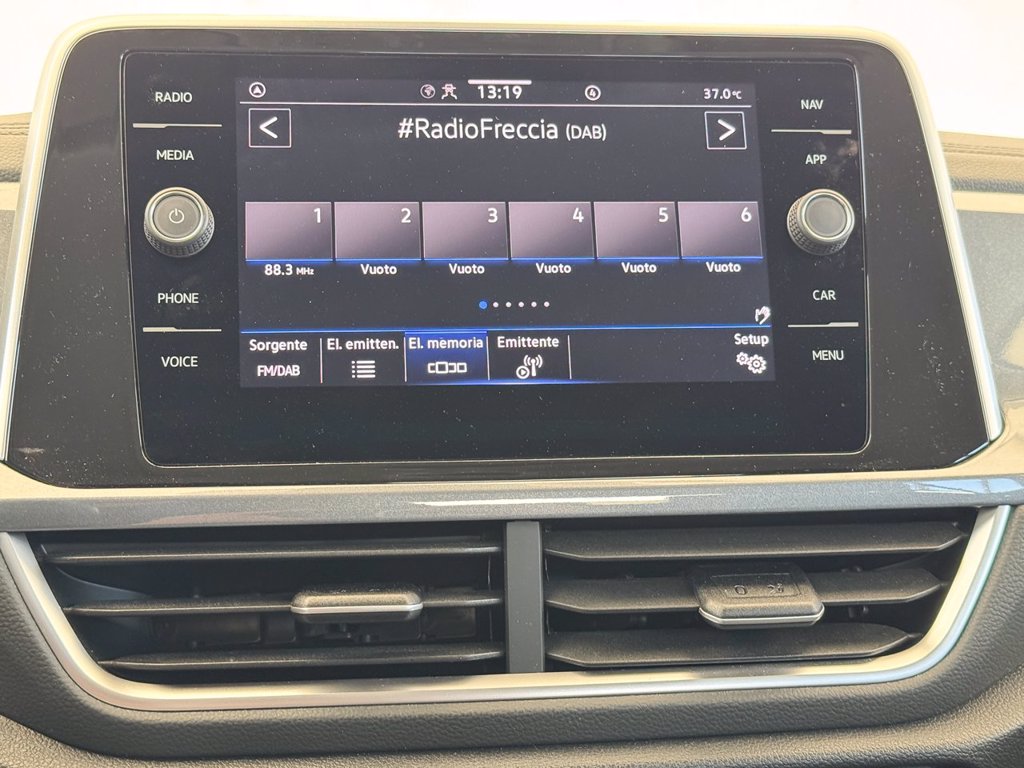 RADIO
MEDIA
PHONE
VOICE
13:19
4
37.0°C
< #RadioFreccia (DAB) >
1 2 3 4 5 6
88.3 MHz Vuoto Vuoto Vuoto Vuoto Vuoto
Sorgente El. emitten. El. memoria Emittente Setup
FM/DAB
NAV
APP
CAR
MENU